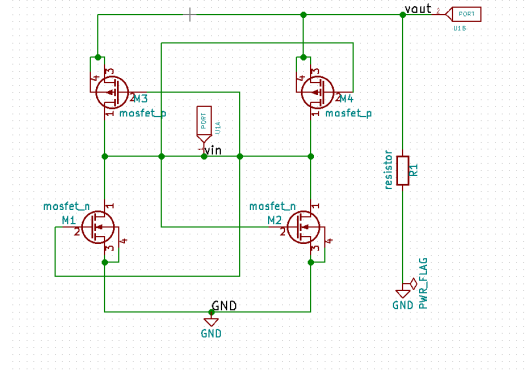 vout
2
PORT
U1B
4
3
2
M3
mosfet_p
1
4
3
2
M4
mosfet_p
1
PORT
U1A
1
vin
resistor
R1
mosfet_n
M1
2
1
3
4
mosfet_n
M2
2
1
3
4
GND
GND
GND
PWR_FLAG